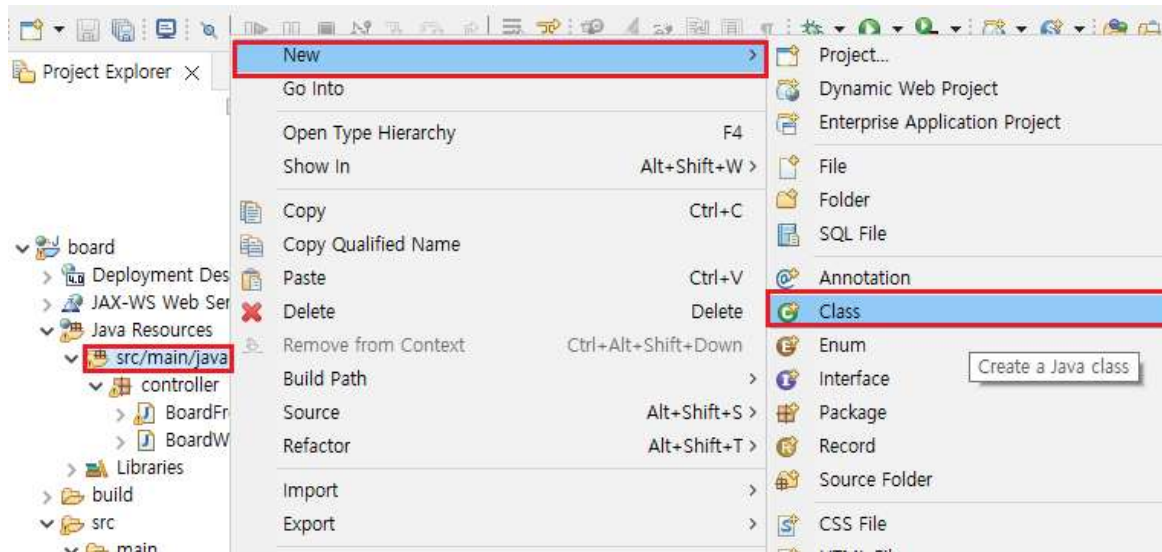 Project Explorer
board
Deployment Des
JAX-WS Web Ser
Java Resources
src/main/java
controller
BoardFr
BoardW
Libraries
build
src
main
New
Go Into
Open Type Hierarchy F4
Show In Alt+Shift+W
Copy Ctrl+C
Copy Qualified Name
Paste Ctrl+V
Delete Delete
Remove from Context Ctrl+Alt+Shift+Down
Build Path
Source Alt+Shift+S
Refactor Alt+Shift+T
Import
Export
Project...
Dynamic Web Project
Enterprise Application Project
File
Folder
SQL File
Annotation
Class
Enum
Interface
Create a Java class
Package
Record
Source Folder
CSS File